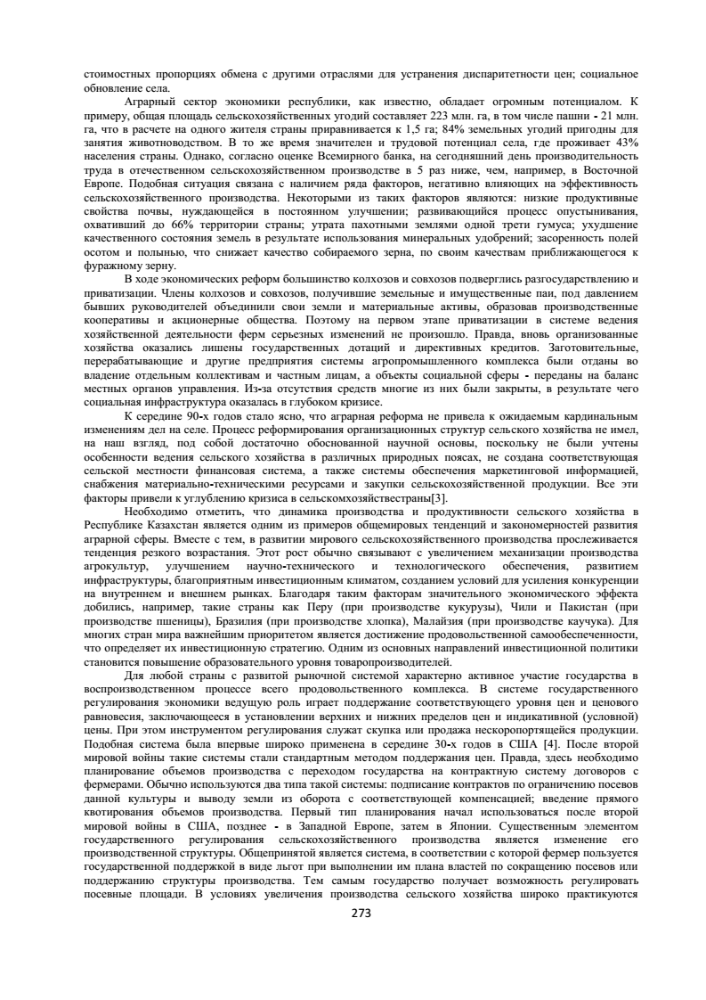 стоимостных пропорциях обмена с другими отраслями для устранения диспаритетности цен; социальное
обновление села.
Аграрный сектор экономики республики, как известно, обладает огромным потенциалом. К
примеру, общая площадь сельскохозяйственных угодий составляет 223 млн. га, в том числе пашни - 21 млн.
га, что в расчете на одного жителя страны приравнивается к 1,5 га; 84% земельных угодий пригодны для
занятия животноводством. В то же время значителен и трудовой потенциал села, где проживает 43%
населения страны. Однако, согласно оценке Всемирного банка, на сегодняшний день производительность
труда в отечественном сельскохозяйственном производстве в 5 раз ниже, чем, например, в Восточной
Европе. Подобная ситуация связана с наличием ряда факторов, негативно влияющих на эффективность
сельскохозяйственного производства. Некоторыми из таких факторов являются: низкие продуктивные
свойства почвы, нуждающейся в постоянном улучшении; развивающийся процесс опустынивания,
охвативший до 66% территории страны; утрата пахотными землями одной трети гумуса; ухудшение
качественного состояния земель в результате использования минеральных удобрений; засоренность полей
осотом и полынью, что снижает качество собираемого зерна, по своим качествам приближающегося к
фуражному зерну.
В ходе экономических реформ большинство колхозов и совхозов подверглись разгосударствлению и
приватизации. Члены колхозов и совхозов, получившие земельные и имущественные паи, под давлением
бывших руководителей объединили свои земли и материальные активы, образовав производственные
кооперативы и акционерные общества. Поэтому на первом этапе приватизации в системе ведения
хозяйственной деятельности ферм серьезных изменений не произошло. Правда, вновь организованные
хозяйства оказались лишены государственных дотаций и директивных кредитов. Заготовительные,
перерабатывающие и другие предприятия системы агропромышленного комплекса были отданы во
владение отдельным коллективам и частным лицам, а объекты социальной сферы - переданы на баланс
местных органов управления. Из-за отсутствия средств многие из них были закрыты, в результате чего
социальная инфраструктура оказалась в глубоком кризисе.
К середине 90-х годов стало ясно, что аграрная реформа не привела к ожидаемым кардинальным
изменениям дел на селе. Процесс реформирования организационных структур сельского хозяйства не имел,
на наш взгляд, под собой достаточно обоснованной научной основы, поскольку не были учтены
особенности ведения сельского хозяйства в различных природных поясах, не создана соответствующая
сельской местности финансовая система, а также системы обеспечения маркетинговой информацией,
снабжения материально-техническими ресурсами и закупки сельскохозяйственной продукции. Все эти
факторы привели к углублению кризиса в сельскомхозяйствестраны[3].
Необходимо отметить, что динамика производства и продуктивности сельского хозяйства в
Республике Казахстан является одним из примеров общемировых тенденций и закономерностей развития
аграрной сферы. Вместе с тем, в развитии мирового сельскохозяйственного производства прослеживается
тенденция резкого возрастания. Этот рост обычно связывают с увеличением механизации производства
агрокультур, улучшением научно-технического и технологического обеспечения, развитием
инфраструктуры, благоприятным инвестиционным климатом, созданием условий для усиления конкуренции
на внутреннем и внешнем рынках. Благодаря таким факторам значительного экономического эффекта
добились, например, такие страны как Перу (при производстве кукурузы), Чили и Пакистан (при
производстве пшеницы), Бразилия (при производстве хлопка), Малайзия (при производстве каучука). Для
многих стран мира важнейшим приоритетом является достижение продовольственной самообеспеченности,
что определяет их инвестиционную стратегию. Одним из основных направлений инвестиционной политики
становится повышение образовательного уровня товаропроизводителей.
Для любой страны с развитой рыночной системой характерно активное участие государства в
воспроизводственном процессе всего продовольственного комплекса. В системе государственного
регулирования экономики ведущую роль играет поддержание соответствующего уровня цен и ценового
равновесия, заключающееся в установлении верхних и нижних пределов цен и индикативной (условной)
цены. При этом инструментом регулирования служат скупка или продажа нескоропортящейся продукции.
Подобная система была впервые широко применена в середине 30-х годов в США [4]. После второй
мировой войны такие системы стали стандартным методом поддержания цен. Правда, здесь необходимо
планирование объемов производства с переходом государства на контрактную систему договоров с
фермерами. Обычно используются два типа такой системы: подписание контрактов по ограничению посевов
данной культуры и выводу земли из оборота с соответствующей компенсацией; введение прямого
квотирования объемов производства. Первый тип планирования начал использоваться после второй
мировой войны в США, позднее - в Западной Европе, затем в Японии. Существенным элементом
государственного регулирования сельскохозяйственного производства является изменение его
производственной структуры. Общепринятой является система, в соответствии с которой фермер пользуется
государственной поддержкой в виде льгот при выполнении им плана властей по сокращению посевов или
поддержанию структуры производства. Тем самым государство получает возможность регулировать
посевные площади. В условиях увеличения производства сельского хозяйства широко практикуются
273